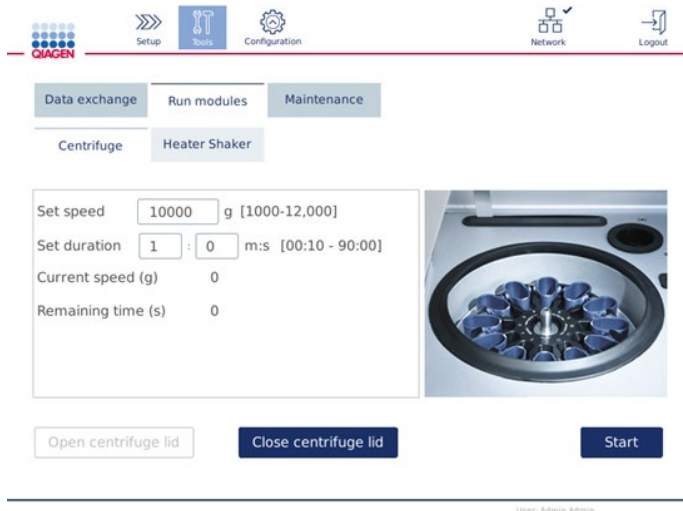 QIAGEN
Setup
Tools
Configuration
Network
Logout
Data exchange
Run modules
Maintenance
Centrifuge
Heater Shaker
Set speed 10000 g [1000-12,000]
Set duration 1 : 0 m:s [00:10 - 90:00]
Current speed (g) 0
Remaining time (s) 0
Open centrifuge lid
Close centrifuge lid
Start
User: Admin Admin